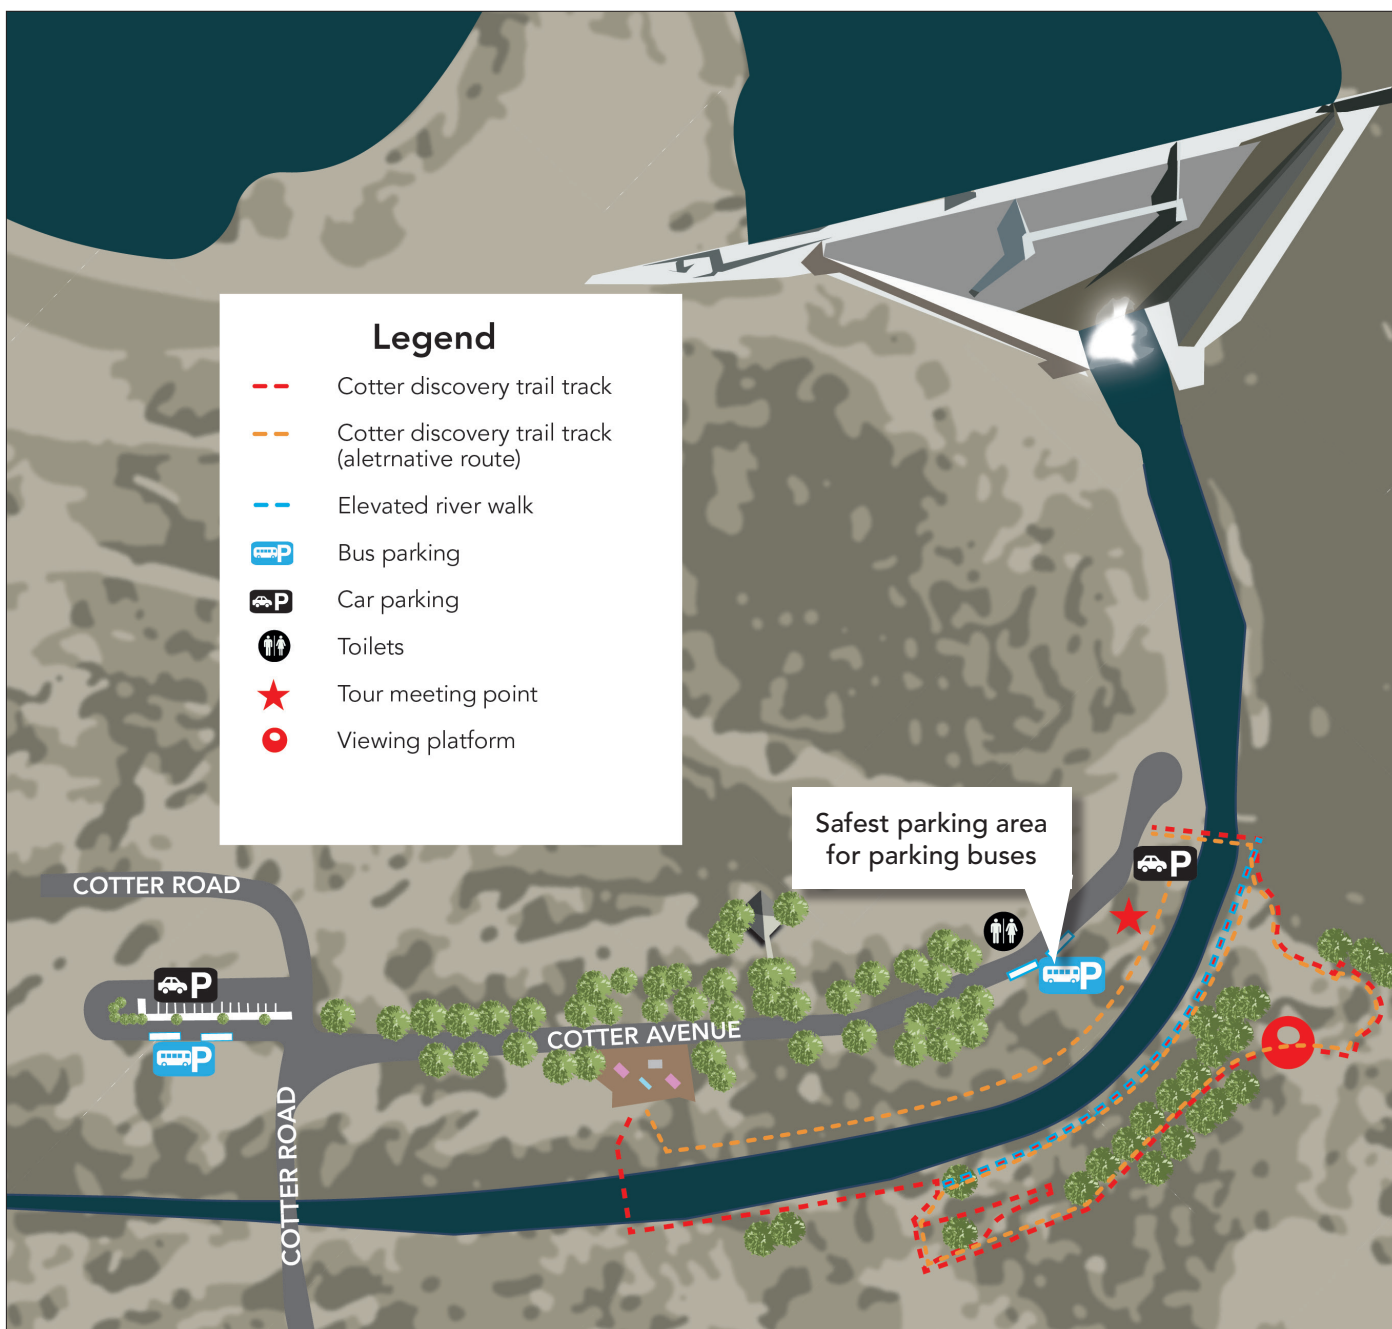 Legend
Cotter discovery trail track
Cotter discovery trail track
(aletrnative route)
Elevated river walk
P
Bus parking
P
Car parking
Toilets
Tour meeting point
Viewing platform
Safest parking area
for parking buses
P
COTTER ROAD
P
P
COTTER AVENUE
P
COTTER ROAD